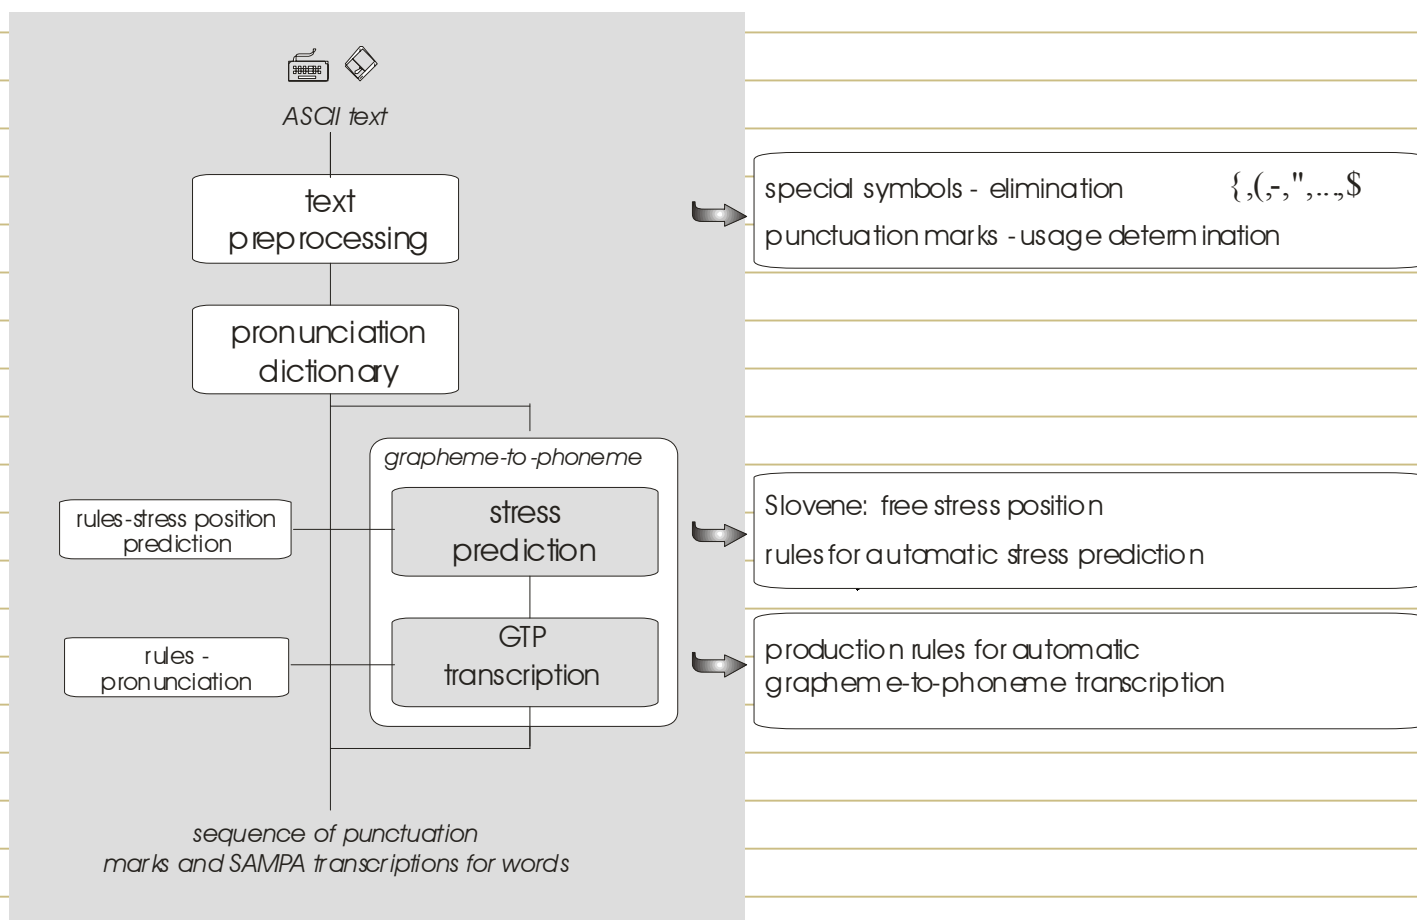 ASCII text
text
preprocessing
special symbols - elimination {,(,-,",...,$
punctuation marks - usage determination
pronunciation
dictionary
grapheme-to-phoneme
stress
prediction
rules-stress position
prediction
Slovene: free stress position
rules for automatic stress prediction
GTP
transcription
rules -
pronunciation
production rules for automatic
grapheme-to-phoneme transcription
sequence of punctuation
marks and SAMPA transcriptions for words